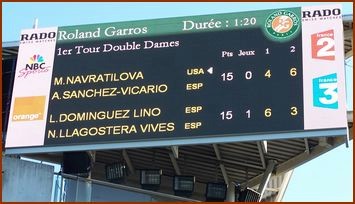 RADO Roland Garros Durée : 1:20 RADO
SWITZERLAND
1er Tour Double Dames Pts Jeux 1 2
NBC
Sports
M.NAVRATILOVA USA 15 0 4 6
A.SANCHEZ-VICARIO ESP
L.DOMINGUEZ LINO ESP 15 1 6 3
N.LLAGOSTERA VIVES ESP
orange
2
3